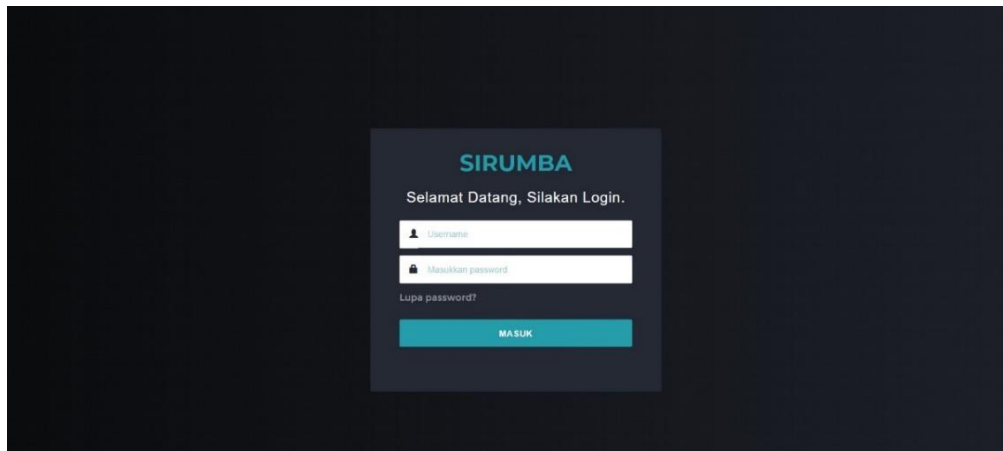 SIRUMBA
Selamat Datang, Silakan Login.
Username
Masukkan password
Lupa password?
MASUK